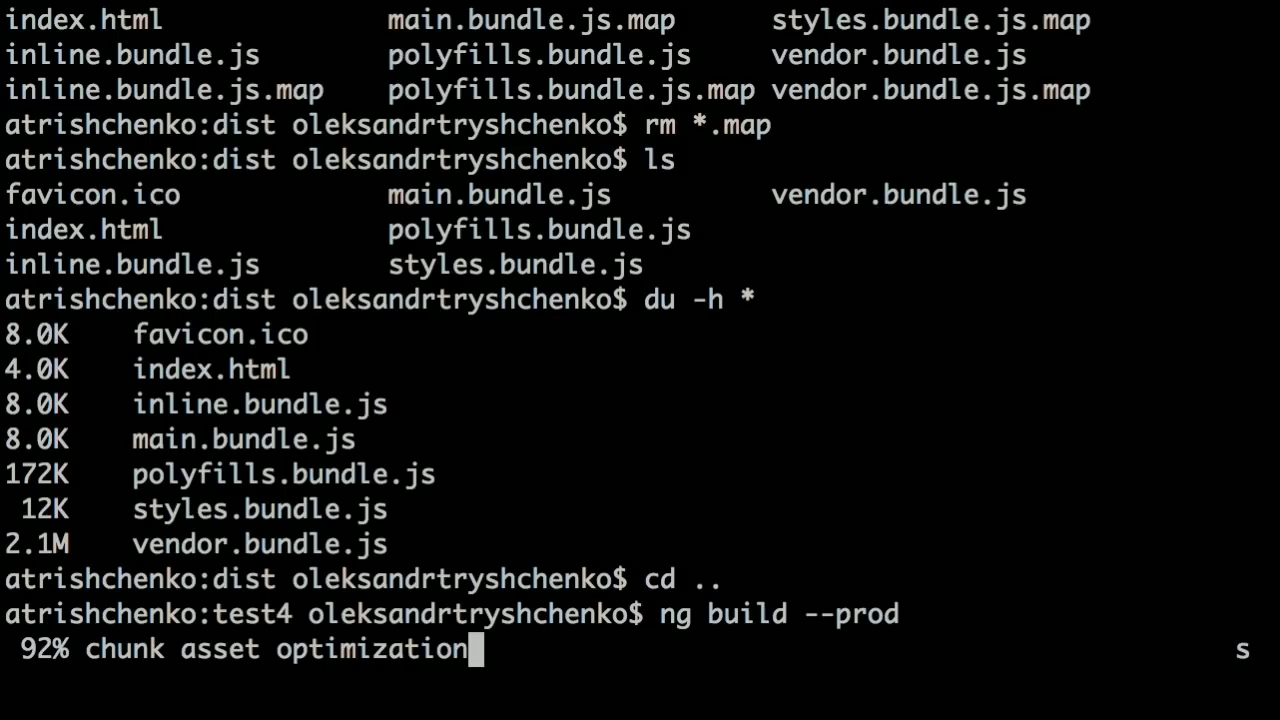 index.html main.bundle.js.map styles.bundle.js.map
inline.bundle.js polyfills.bundle.js vendor.bundle.js
inline.bundle.js.map polyfills.bundle.js.map vendor.bundle.js.map
atrishchenko:dist oleksandrtryshchenko$ rm *.map
atrishchenko:dist oleksandrtryshchenko$ ls
favicon.ico main.bundle.js vendor.bundle.js
index.html polyfills.bundle.js
inline.bundle.js styles.bundle.js
atrishchenko:dist oleksandrtryshchenko$ du -h *
8.0K favicon.ico
4.0K index.html
8.0K inline.bundle.js
8.0K main.bundle.js
172K polyfills.bundle.js
12K styles.bundle.js
2.1M vendor.bundle.js
atrishchenko:dist oleksandrtryshchenko$ cd ..
atrishchenko:test4 oleksandrtryshchenko$ ng build --prod
92% chunk asset optimization s